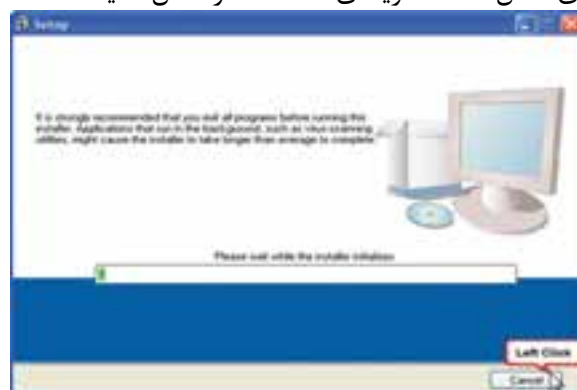 Setup
It is strongly recommended that you exit all programs before running this
installer. Applications that run in the background, such as virus-scanning
utilities, might cause the installer to take longer than average to complete.
Please wait while the installer initializes
Left Click
Cancel